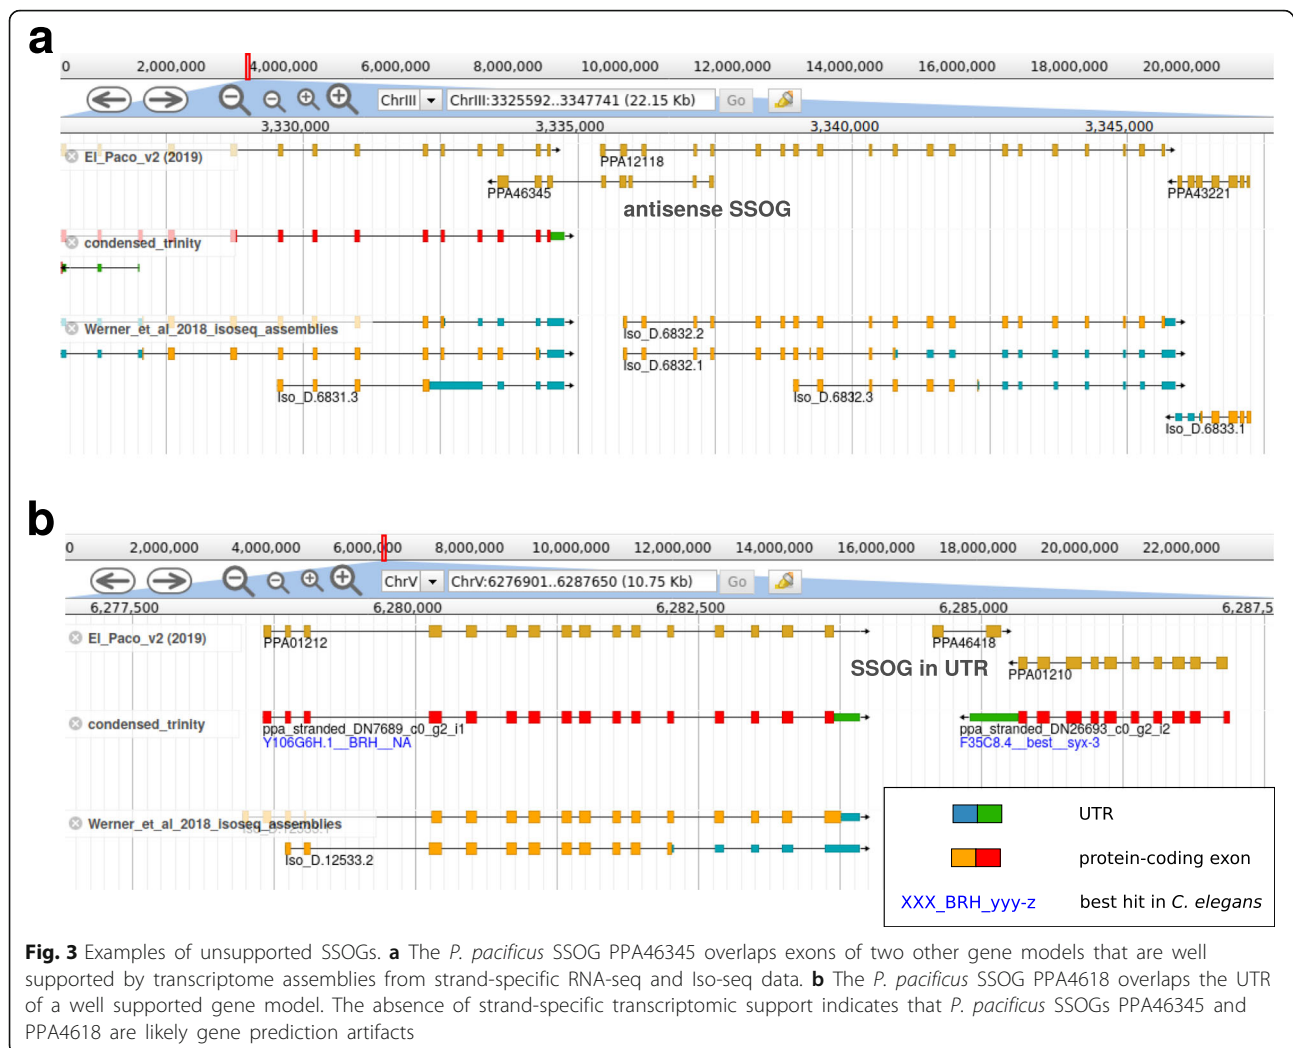 a
0 2,000,000 4,000,000 6,000,000 8,000,000 10,000,000 12,000,000 14,000,000 16,000,000 18,000,000 20,000,000
ChrIII ChrIII:3325592..3347741 (22.15 Kb) Go
3,330,000 3,335,000 3,340,000 3,345,000
El_Paco_v2 (2019)
PPA12118
PPA46345
PPA43221
antisense SSOG
condensed_trinity
Werner_et_al_2018_isoseq_assemblies
Iso_D.6832.2
Iso_D.6832.1
Iso_D.6831.3
Iso_D.6832.3
Iso_D.6833.1
b
0 2,000,000 4,000,000 6,000,000 8,000,000 10,000,000 12,000,000 14,000,000 16,000,000 18,000,000 20,000,000 22,000,000
ChrV ChrV:6276901..6287650 (10.75 Kb) Go
6,277,500 6,280,000 6,282,500 6,285,000 6,287,5
El_Paco_v2 (2019)
PPA01212
PPA46418
SSOG in UTR
PPA01210
condensed_trinity
ppa_stranded_DN7689_c0_g2_i1
Y106G6H.1__BRH__NA
ppa_stranded_DN26693_c0_g2_i2
F35C8.4__best__syx-3
Werner_et_al_2018_isoseq_assemblies
Iso_D.12533.2
UTR
protein-coding exon
XXX_BRH_yyy-z best hit in C. elegans
Fig. 3 Examples of unsupported SSOGs. a The P. pacificus SSOG PPA46345 overlaps exons of two other gene models that are well
supported by transcriptome assemblies from strand-specific RNA-seq and Iso-seq data. b The P. pacificus SSOG PPA4618 overlaps the UTR
of a well supported gene model. The absence of strand-specific transcriptomic support indicates that P. pacificus SSOGs PPA46345 and
PPA4618 are likely gene prediction artifacts